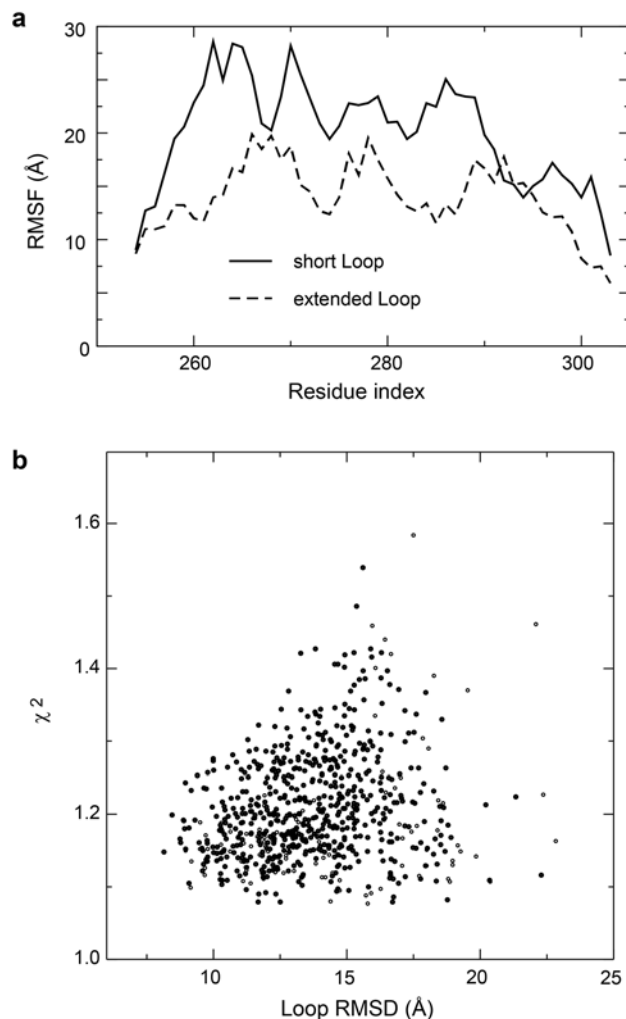 a
30
20
10
0
RMSF (Å)
short Loop
extended Loop
260
280
300
Residue index
b
1.6
1.4
1.2
1.0
χ 2
10
15
20
25
Loop RMSD (Å)